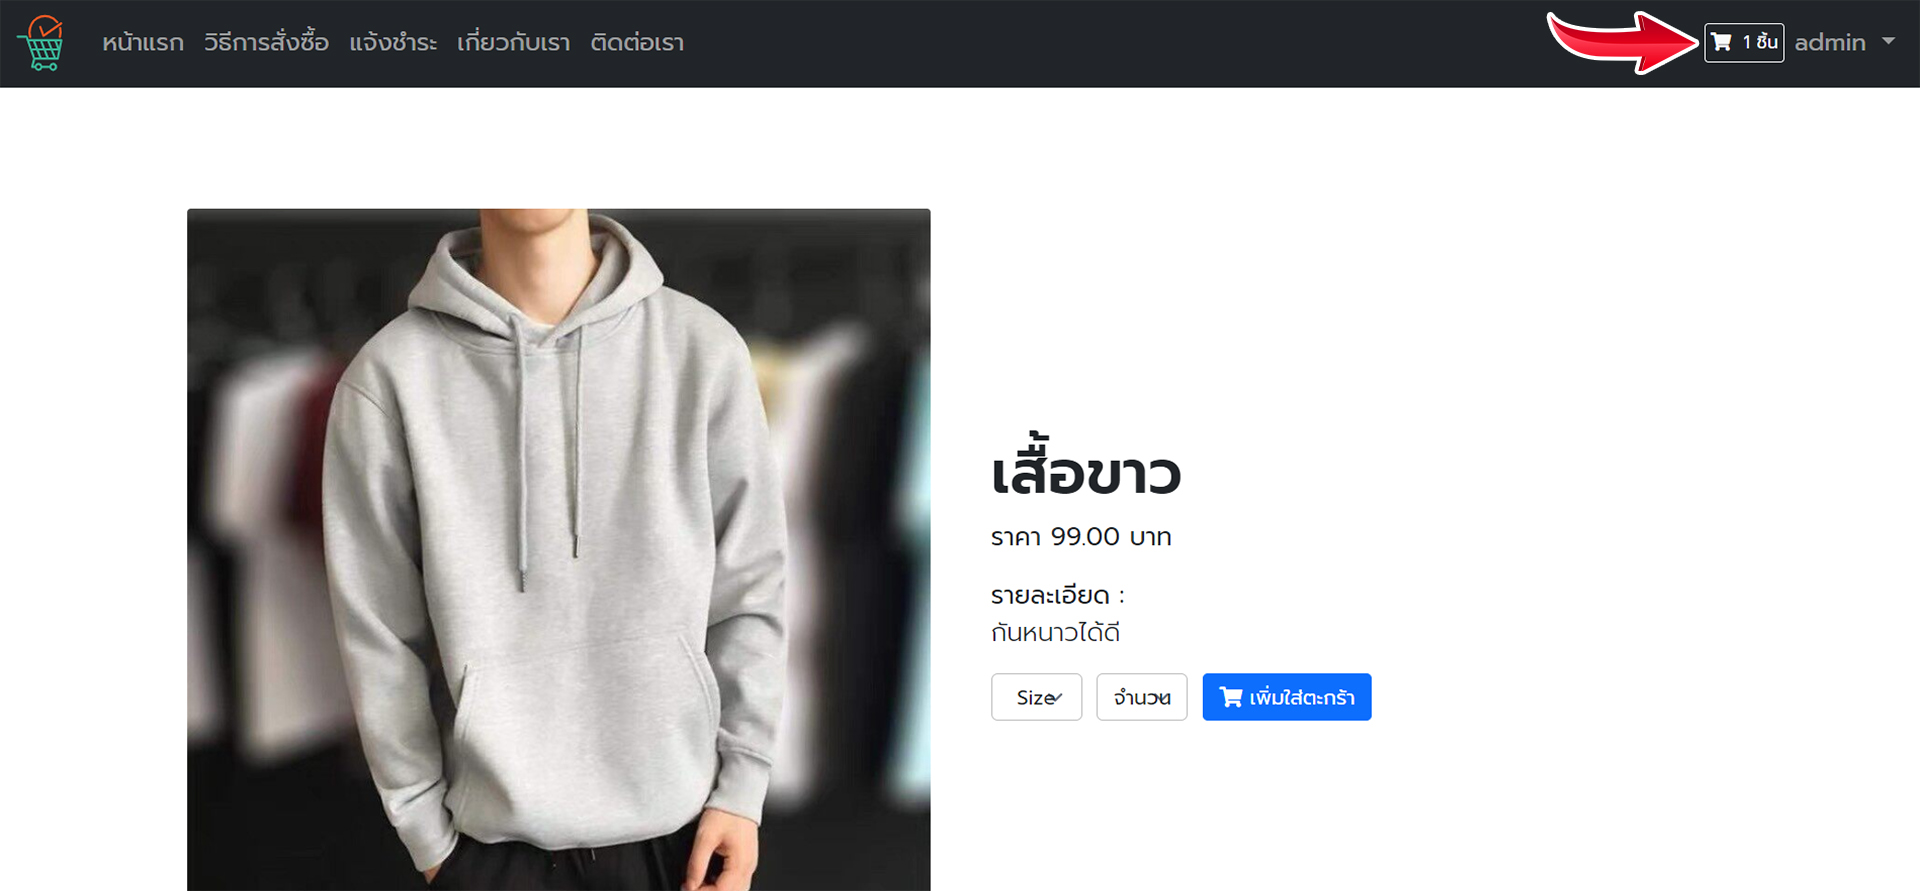 หน้าแรก วิธีการสั่งซื้อ แจ้งชำระ เกี่ยวกับเรา ติดต่อเรา 1 ชิ้น admin
เสื้อขาว
ราคา 99.00 บาท
รายละเอียด :
กันหนาวได้ดี
Size จำนวน เพิ่มใส่ตะกร้า